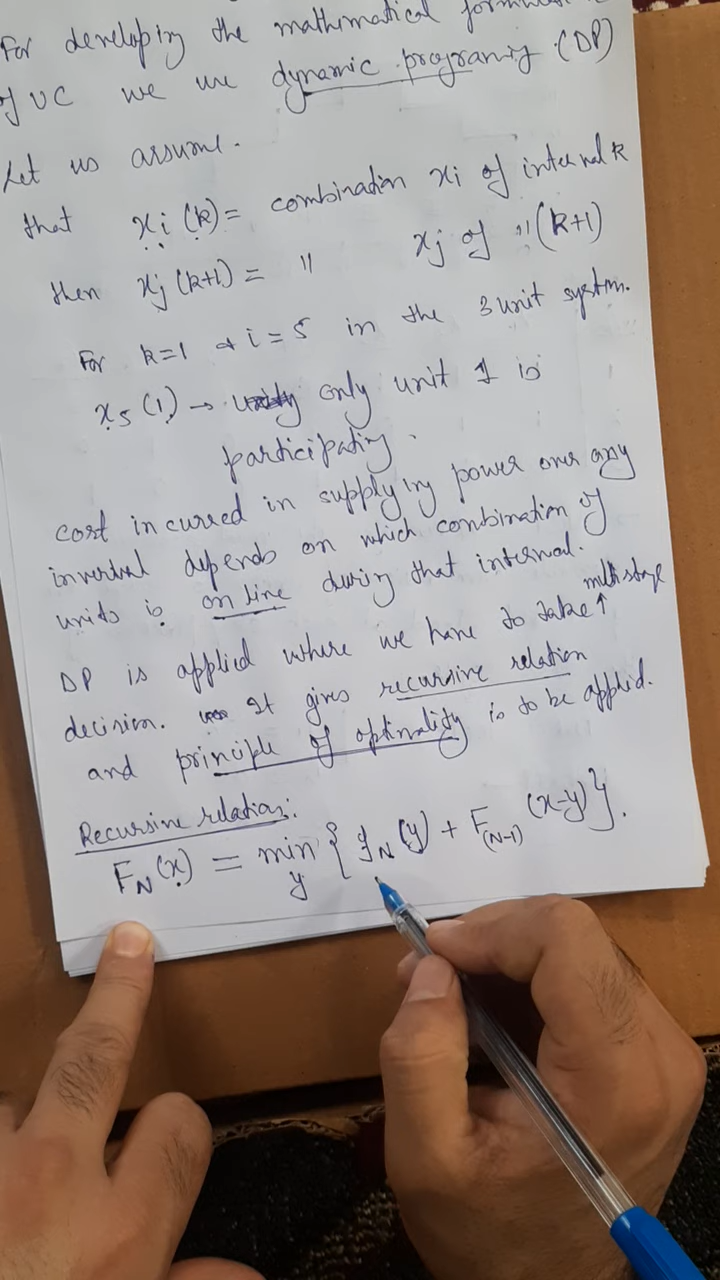 For developing the mathematical
of UC we use dynamic programing (DP)
Let us assume.
that xi (k) = combination xi of interval k
then xj (k+1) = 11 xj of 11 (k+1)
For k=1 & i=5 in the 3 unit system.
x5 (1) → only unit 1 is
participating.
cost incurred in supplying power over any
interval depends on which combination of
units is on line during that interval.
DP is applied where we have to take ↑ multistage
decision. It gives recursive relation
and principle of optimality is to be applied.
Recursive relation:
FN(x) = min y { gN(y) + F(N-1) (x-y) }.